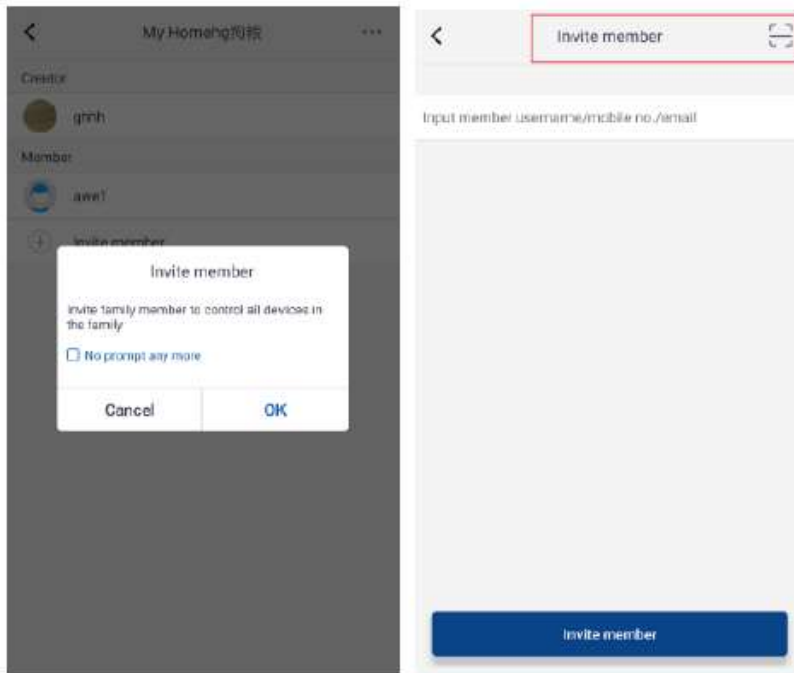 My Homehg
Creator
ghhh
Member
awe1
Invite member
Invite member
Invite family member to control all devices in
the family
No prompt any more
Cancel
OK
Invite member
Input member username/mobile no./email
Invite member